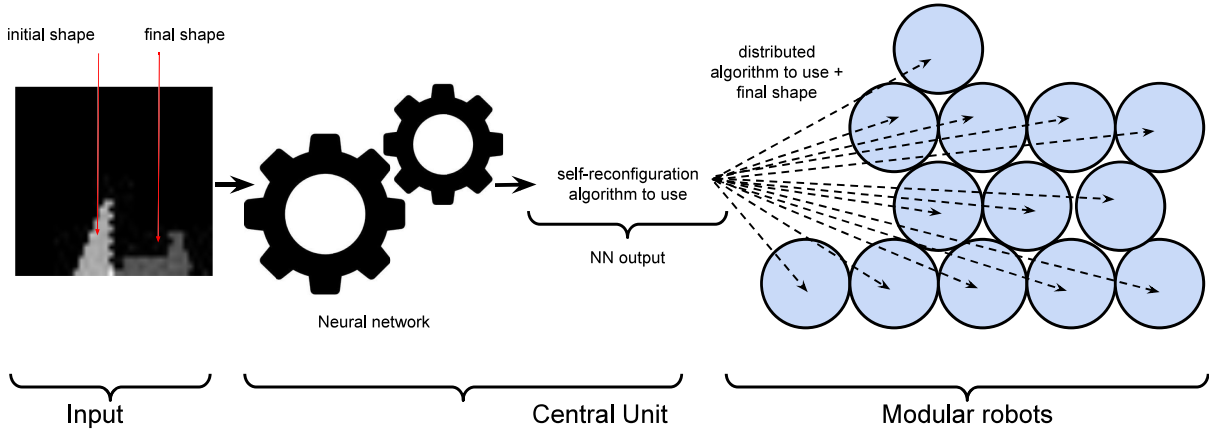 initial shape
final shape
distributed
algorithm to use +
final shape
self-reconfiguration
algorithm to use
NN output
Neural network
Input
Central Unit
Modular robots